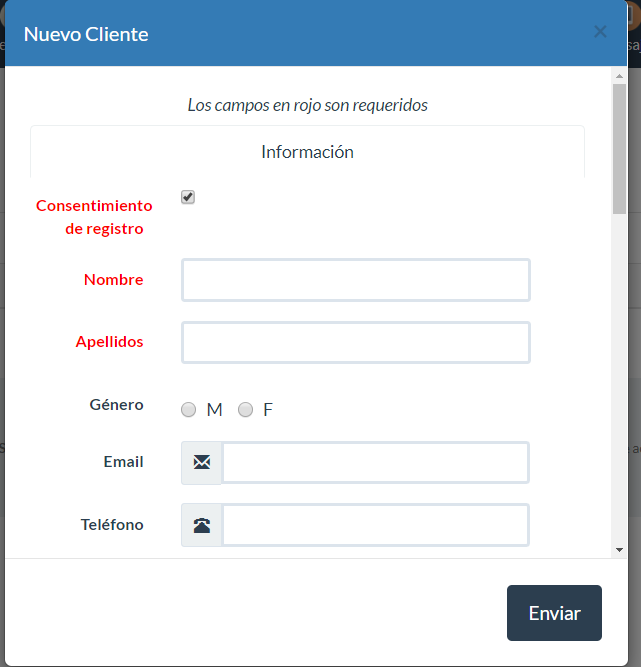 Nuevo Cliente
×
Los campos en rojo son requeridos
Información
Consentimiento
de registro
Nombre
Apellidos
Género M F
Email
Teléfono
Enviar